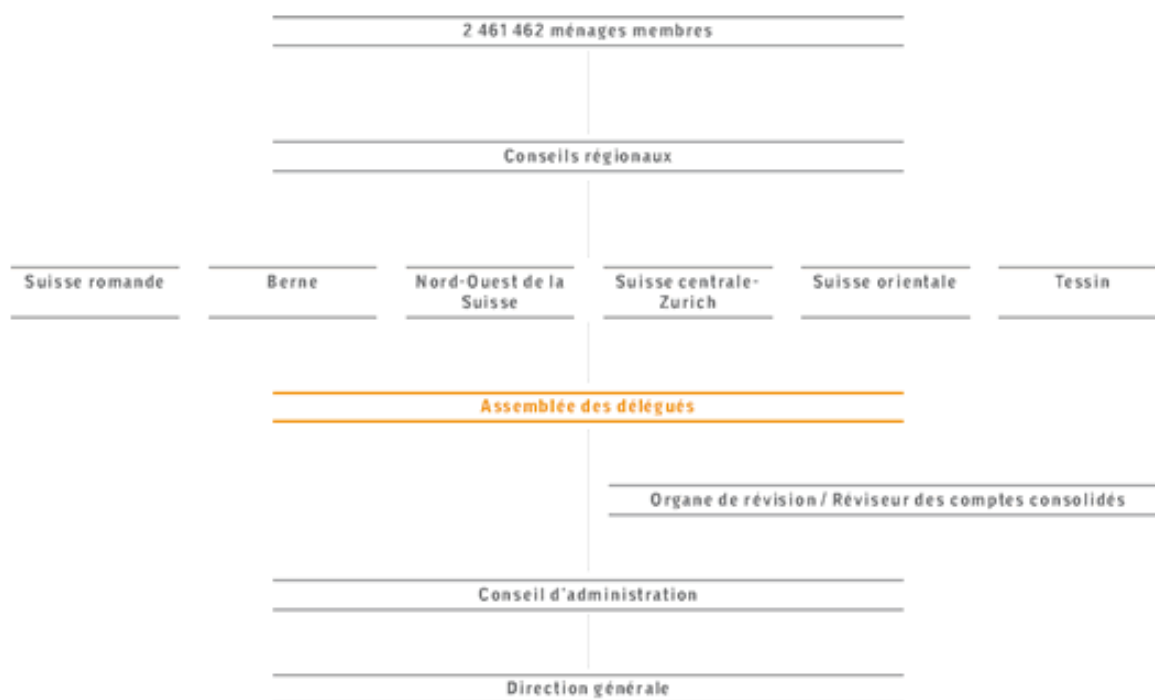 2 461 462 ménages membres
Conseils régionaux
Suisse romande
Berne
Nord-Ouest de la
Suisse
Suisse centrale-
Zurich
Suisse orientale
Tessin
Assemblée des délégués
Organe de révision / Réviseur des comptes consolidés
Conseil d'administration
Direction générale